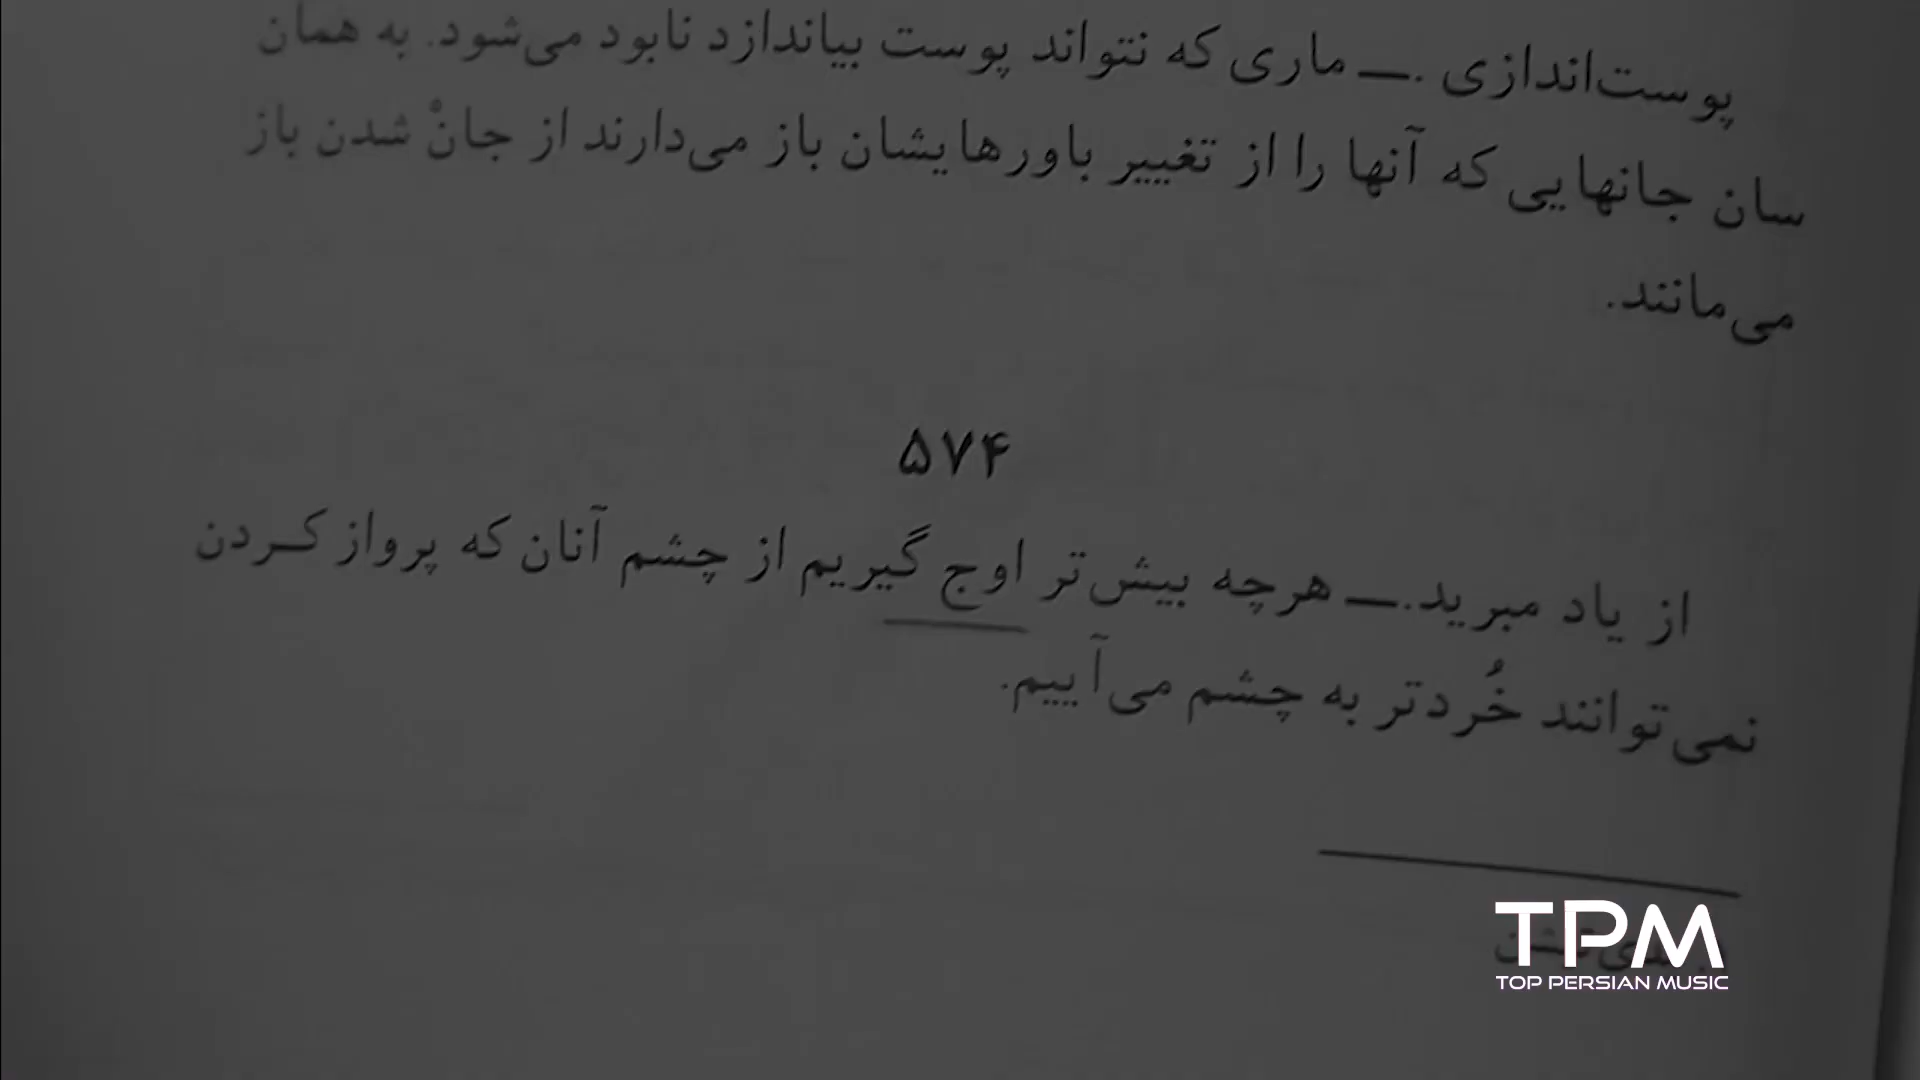 پوست‌اندازی .ــ ماری که نتواند پوست بیاندازد نابود می‌شود. به همان
سان جانهایی که آنها را از تغییر باورهایشان باز می‌دارند از جانْ شدن باز
می‌مانند.
۵۷۴
از یاد مبرید.ــ هرچه بیش‌تر اوج گیریم از چشم آنان که پرواز کردن
نمی‌توانند خُردتر به چشم می‌آییم.
TPM
TOP PERSIAN MUSIC